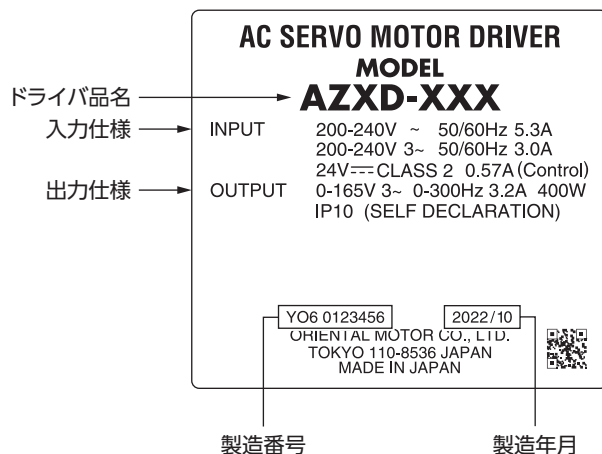 AC SERVO MOTOR DRIVER
MODEL
ドライバ品名
AZXD-XXX
入力仕様
INPUT
200-240V ~ 50/60Hz 5.3A
200-240V 3~ 50/60Hz 3.0A
24V⎓CLASS 2 0.57A (Control)
出力仕様
OUTPUT
0-165V 3~ 0-300Hz 3.2A 400W
IP10 (SELF DECLARATION)
YO6 0123456
2022/10
ORIENTAL MOTOR CO., LTD.
TOKYO 110-8536 JAPAN
MADE IN JAPAN
製造番号
製造年月